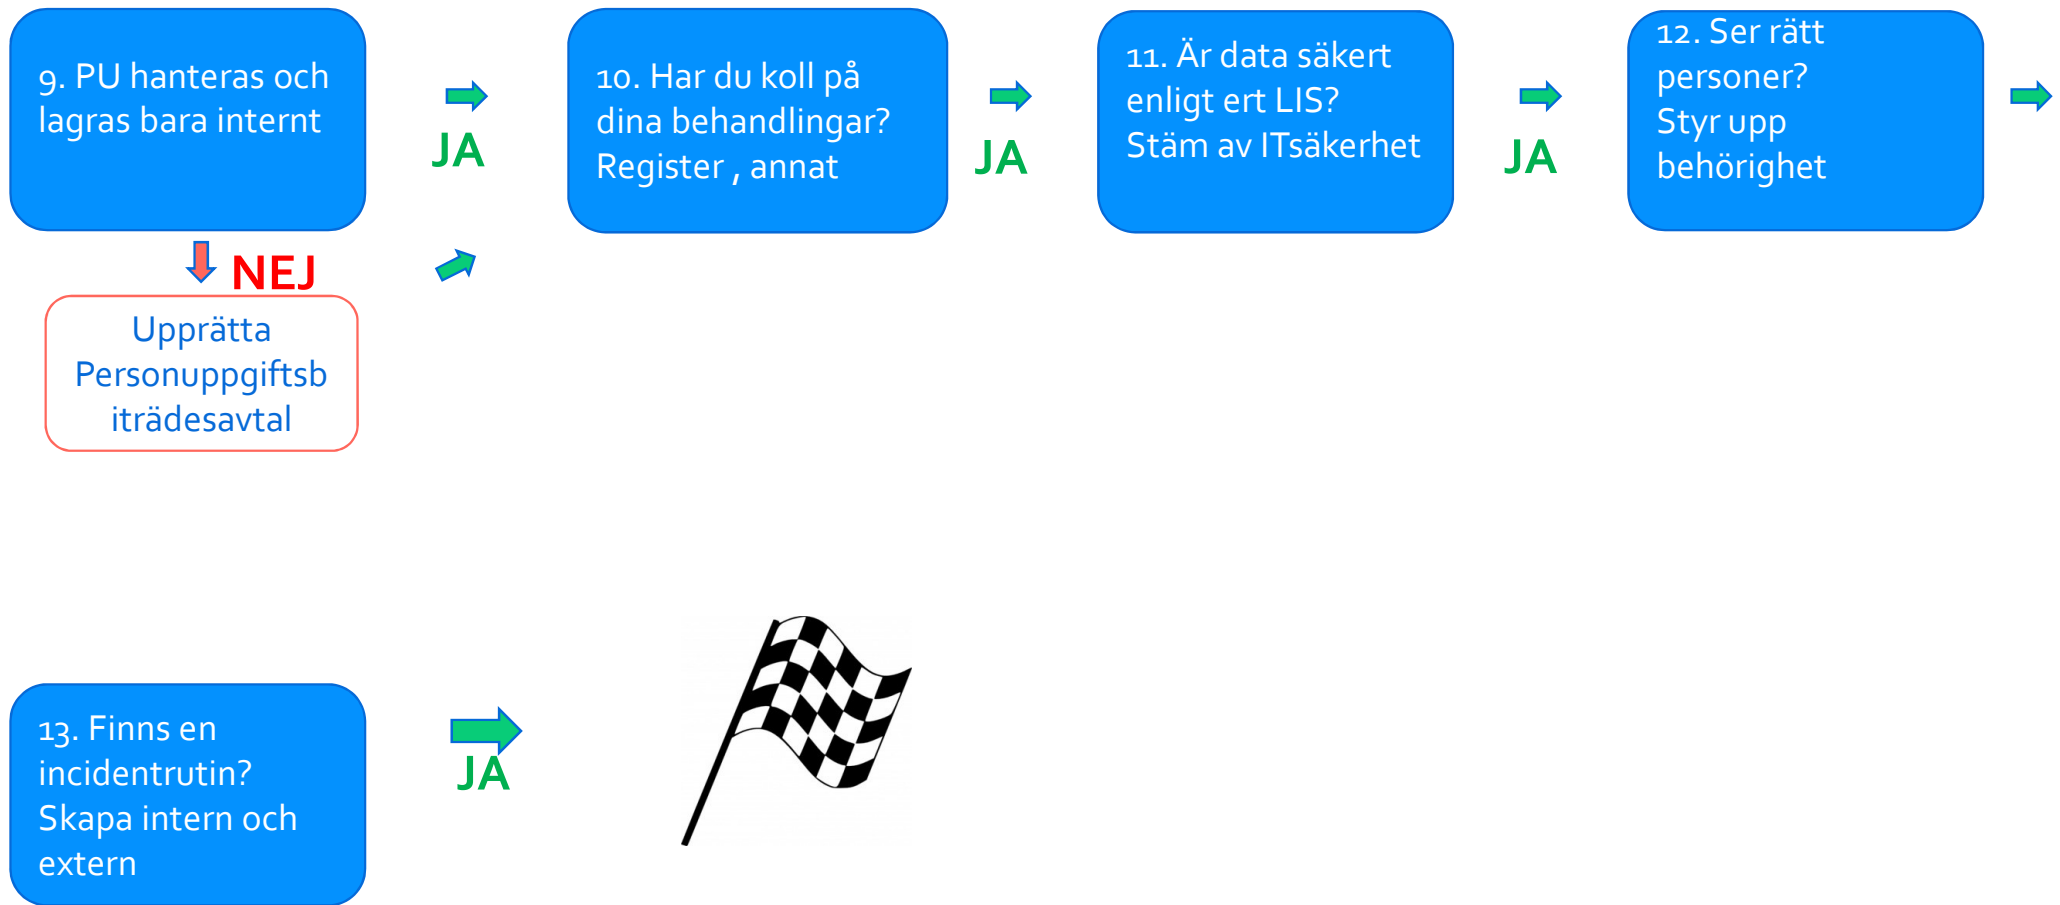 9. PU hanteras och
lagras bara internt
JA
10. Har du koll på
dina behandlingar?
Register , annat
JA
11. Är data säkert
enligt ert LIS?
Stäm av ITsäkerhet
JA
12. Ser rätt
personer?
Styr upp
behörighet
NEJ
Upprätta
Personuppgiftsb
iträdesavtal
13. Finns en
incidentrutin?
Skapa intern och
extern
JA